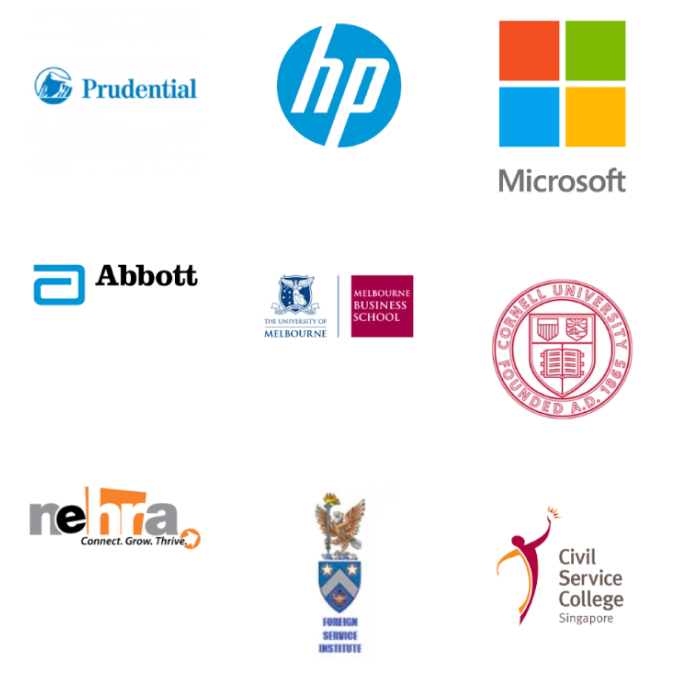 Prudential
hp
Microsoft
a Abbott
THE UNIVERSITY OF
MELBOURNE
MELBOURNE
BUSINESS
SCHOOL
CORNELL UNIVERSITY
FOUNDED A.D. 1865
nehra
Connect. Grow. Thrive.
FOREIGN
SERVICE
INSTITUTE
Civil
Service
College
Singapore